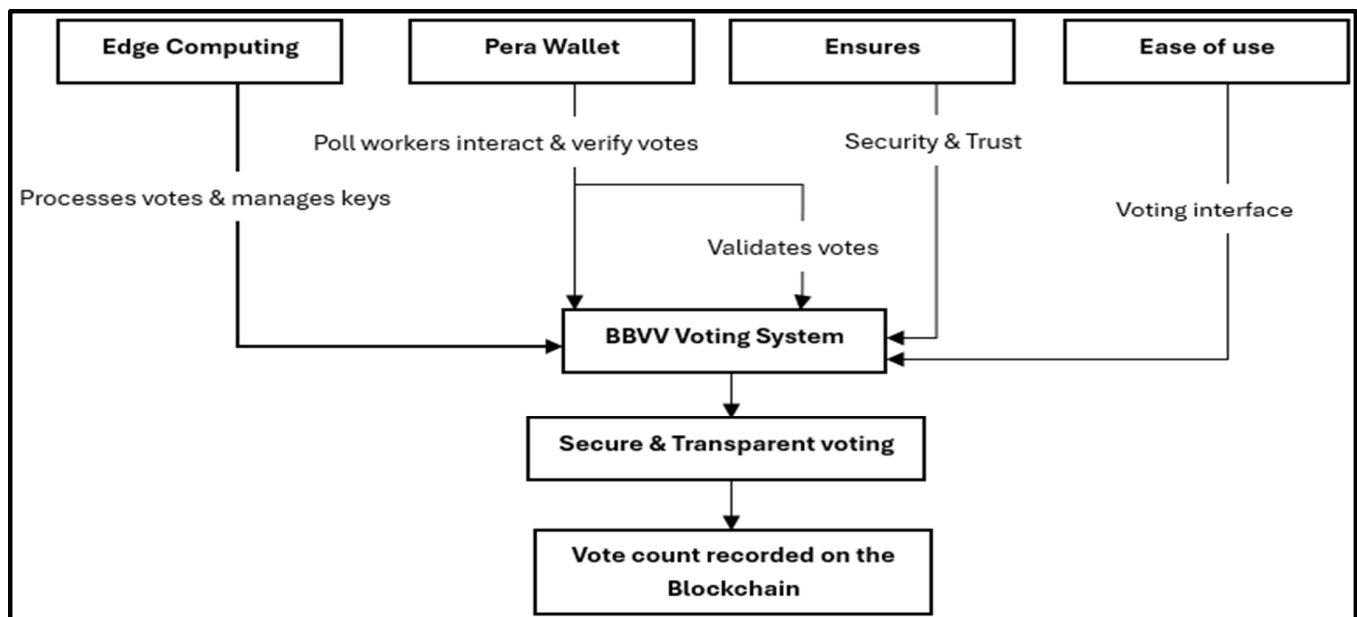 Edge Computing
Pera Wallet
Ensures
Ease of use
Poll workers interact & verify votes
Security & Trust
Processes votes & manages keys
Voting interface
Validates votes
BBVV Voting System
Secure & Transparent voting
Vote count recorded on the
Blockchain